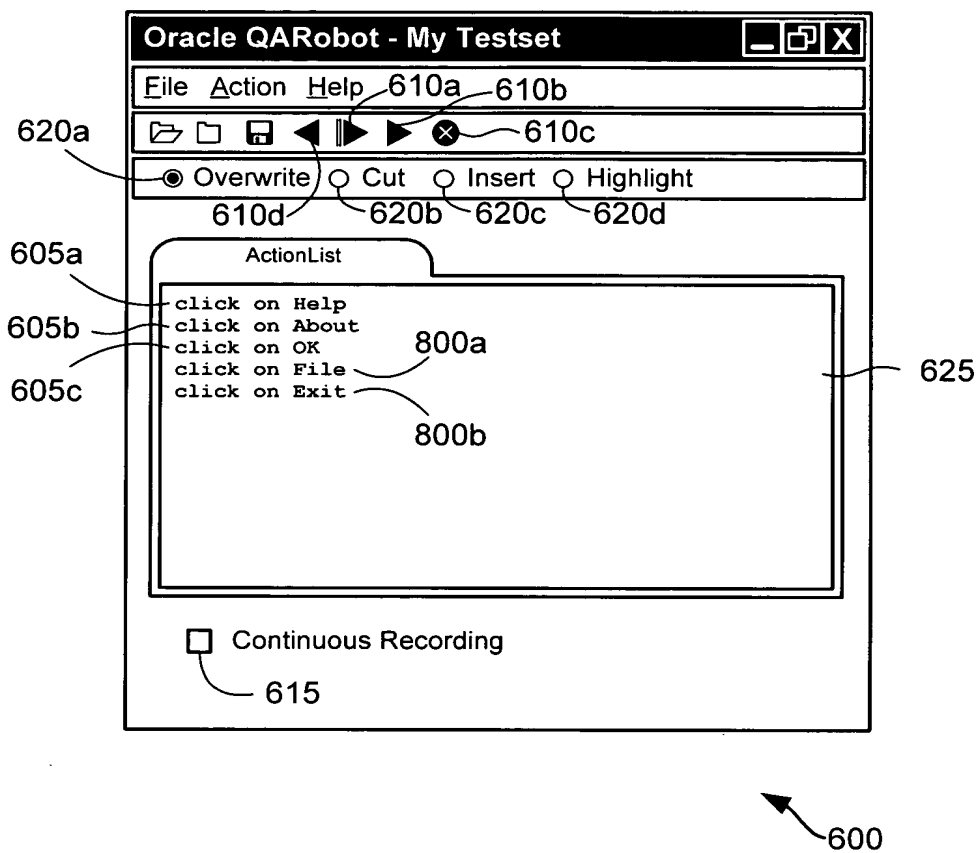 Oracle QARobot - My Testset
File Action Help 610a 610b
620a 610c
Overwrite Cut Insert Highlight
610d 620b 620c 620d
605a ActionList
click on Help
605b click on About
click on OK 800a
605c click on File 625
click on Exit
800b
Continuous Recording
615
600